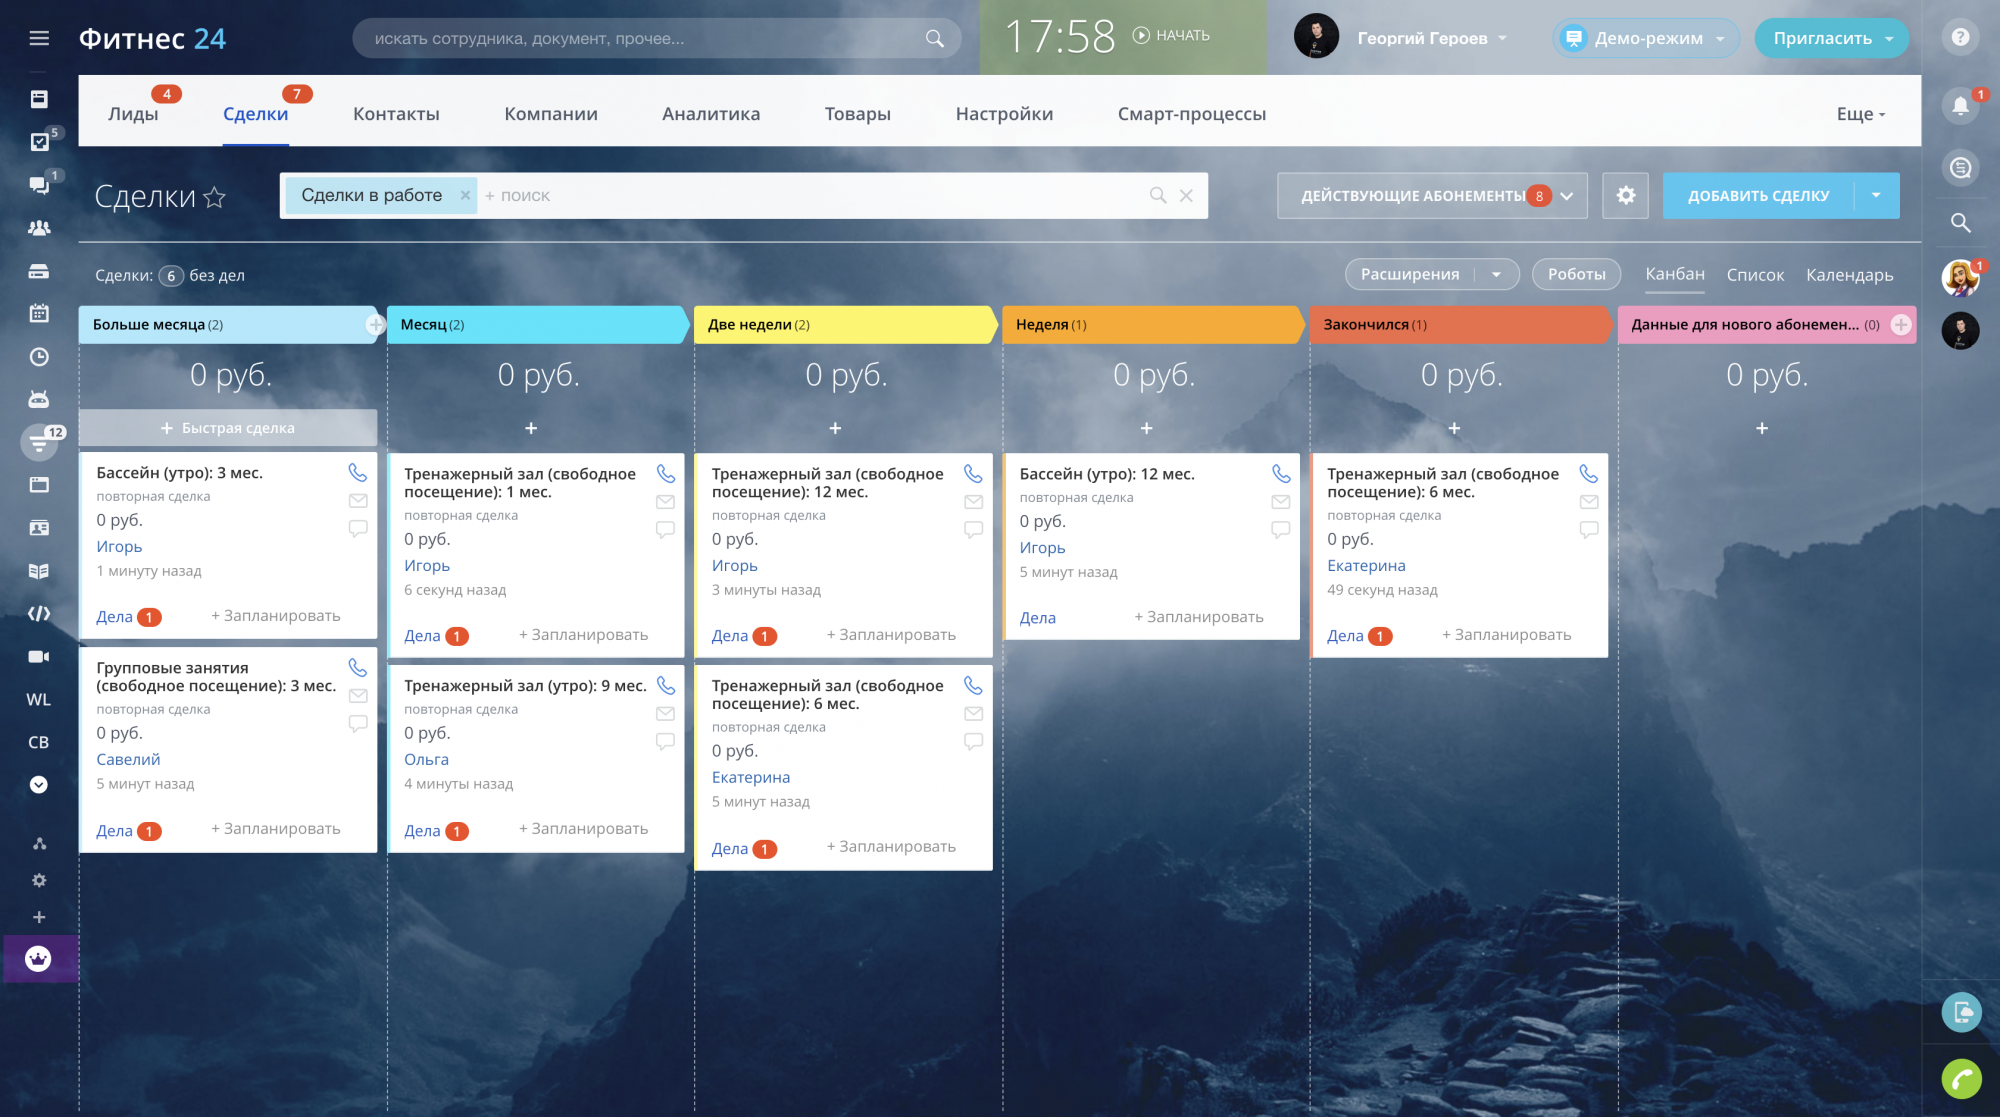 Фитнес 24
искать сотрудника, документ, прочее...
17:58
НАЧАТЬ
Георгий Героев
Демо-режим
Пригласить
?
Лиды
4
Сделки
7
Контакты
Компании
Аналитика
Товары
Настройки
Смарт-процессы
Еще
1
5
1
12
WL
CB
1
Сделки
Сделки в работе ×
+ поиск
ДЕЙСТВУЮЩИЕ АБОНЕМЕНТЫ 8
ДОБАВИТЬ СДЕЛКУ
Сделки: 6 без дел
Расширения
Роботы
Канбан
Список
Календарь
Больше месяца (2)
0 руб.
+ Быстрая сделка
Бассейн (утро): 3 мес.
повторная сделка
0 руб.
Игорь
1 минуту назад
Дела 1
+ Запланировать
Групповые занятия
(свободное посещение): 3 мес.
повторная сделка
0 руб.
Савелий
5 минут назад
Дела 1
+ Запланировать
Месяц (2)
0 руб.
+
Тренажерный зал (свободное
посещение): 1 мес.
повторная сделка
0 руб.
Игорь
6 секунд назад
Дела 1
+ Запланировать
Тренажерный зал (утро): 9 мес.
повторная сделка
0 руб.
Ольга
4 минуты назад
Дела 1
+ Запланировать
Две недели (2)
0 руб.
+
Тренажерный зал (свободное
посещение): 12 мес.
повторная сделка
0 руб.
Игорь
3 минуты назад
Дела 1
+ Запланировать
Тренажерный зал (свободное
посещение): 6 мес.
повторная сделка
0 руб.
Екатерина
5 минут назад
Дела 1
+ Запланировать
Неделя (1)
0 руб.
+
Бассейн (утро): 12 мес.
повторная сделка
0 руб.
Игорь
5 минут назад
Дела
+ Запланировать
Закончился (1)
0 руб.
+
Тренажерный зал (свободное
посещение): 6 мес.
повторная сделка
0 руб.
Екатерина
49 секунд назад
Дела 1
+ Запланировать
Данные для нового абонемен... (0)
0 руб.
+